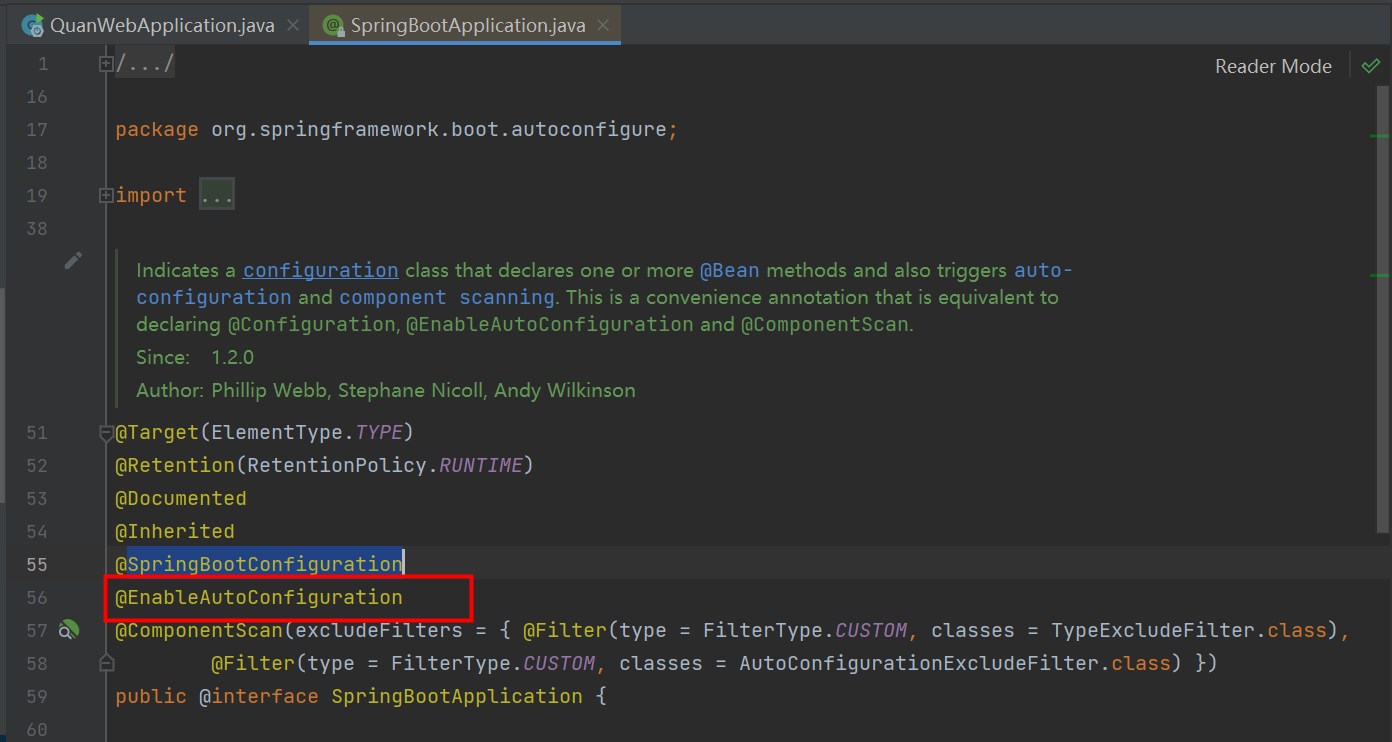 QuanWebApplication.java
SpringBootApplication.java
Reader Mode
1 /.../
16
17 package org.springframework.boot.autoconfigure;
18
19 import ...
38
Indicates a configuration class that declares one or more @Bean methods and also triggers auto-
configuration and component scanning. This is a convenience annotation that is equivalent to
declaring @Configuration, @EnableAutoConfiguration and @ComponentScan.
Since: 1.2.0
Author: Phillip Webb, Stephane Nicoll, Andy Wilkinson
51 @Target(ElementType.TYPE)
52 @Retention(RetentionPolicy.RUNTIME)
53 @Documented
54 @Inherited
55 @SpringBootConfiguration
56 @EnableAutoConfiguration
57 @ComponentScan(excludeFilters = { @Filter(type = FilterType.CUSTOM, classes = TypeExcludeFilter.class),
58 @Filter(type = FilterType.CUSTOM, classes = AutoConfigurationExcludeFilter.class) })
59 public @interface SpringBootApplication {
60